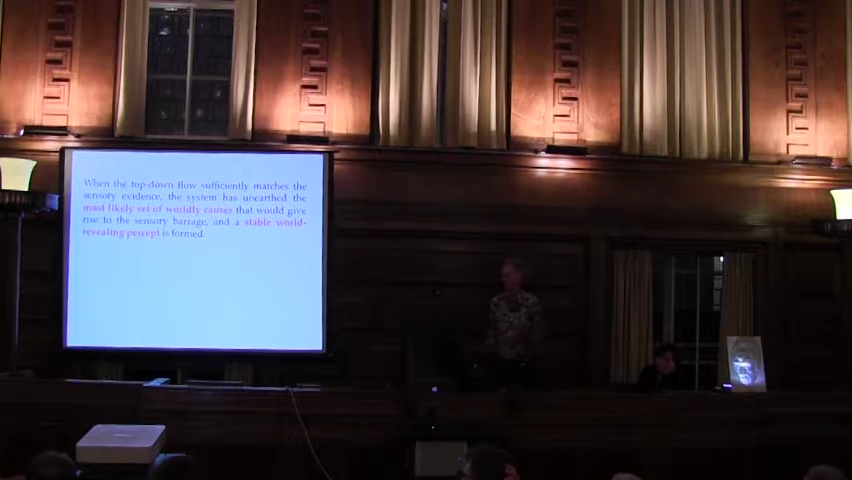 When the top-down flow sufficiently matches the
sensory evidence, the system has unearthed the
most likely set of worldly causes that would give
rise to the sensory barrage, and a stable world-
revealing percept is formed.